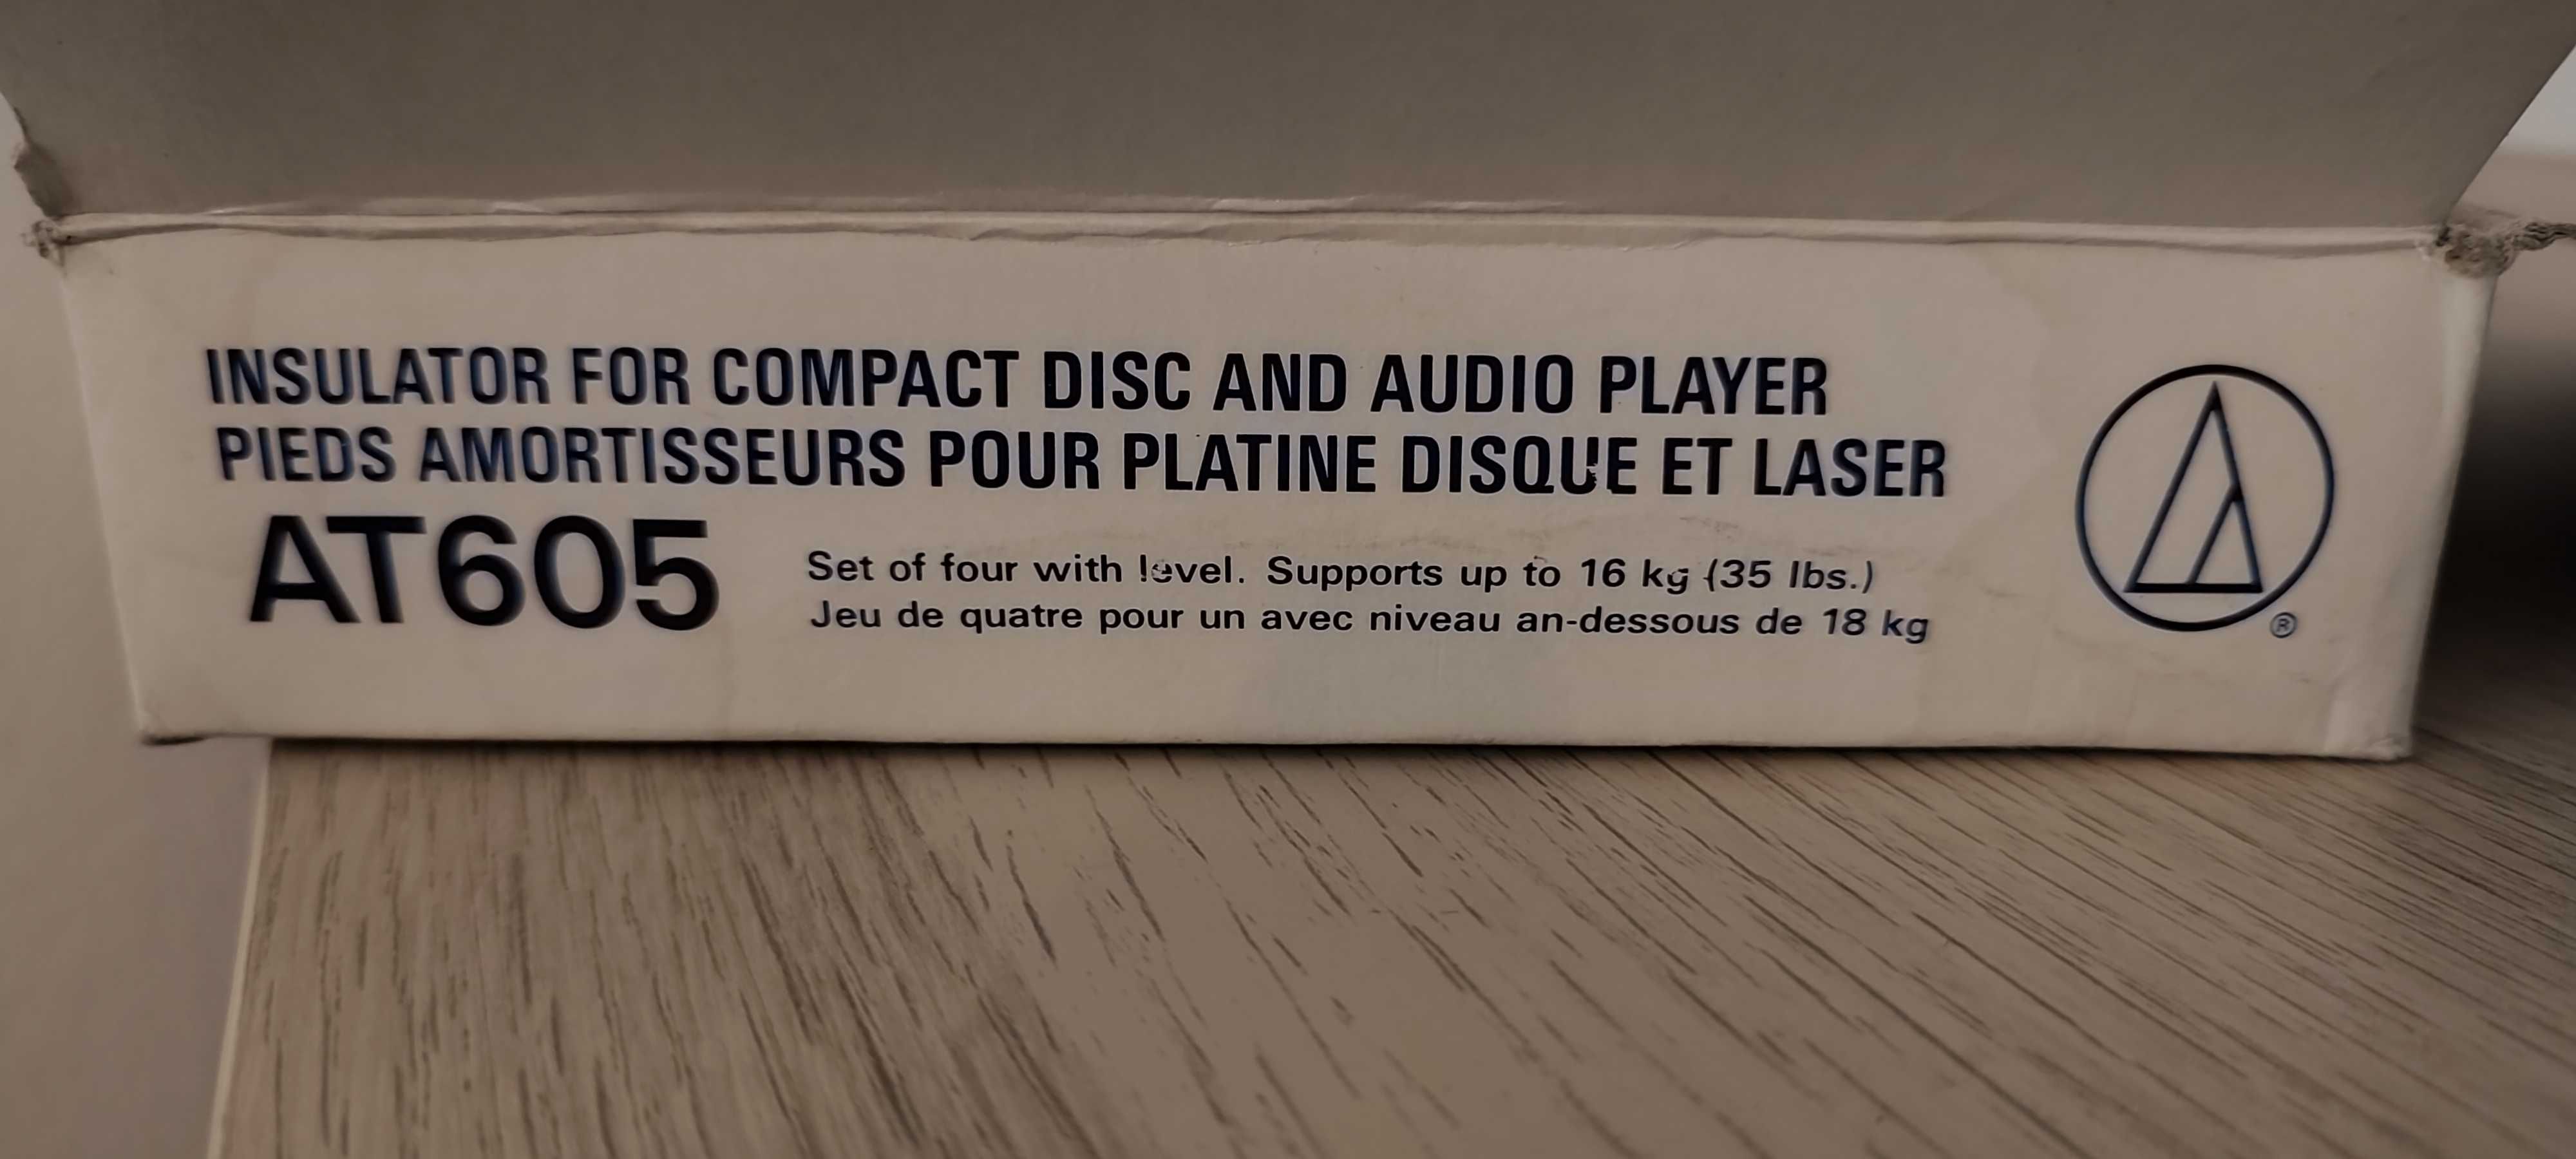 INSULATOR FOR COMPACT DISC AND AUDIO PLAYER
PIEDS AMORTISSEURS POUR PLATINE DISQUE ET LASER
AT605
Set of four with level. Supports up to 16 kg (35 lbs.)
Jeu de quatre pour un avec niveau an-dessous de 18 kg
®